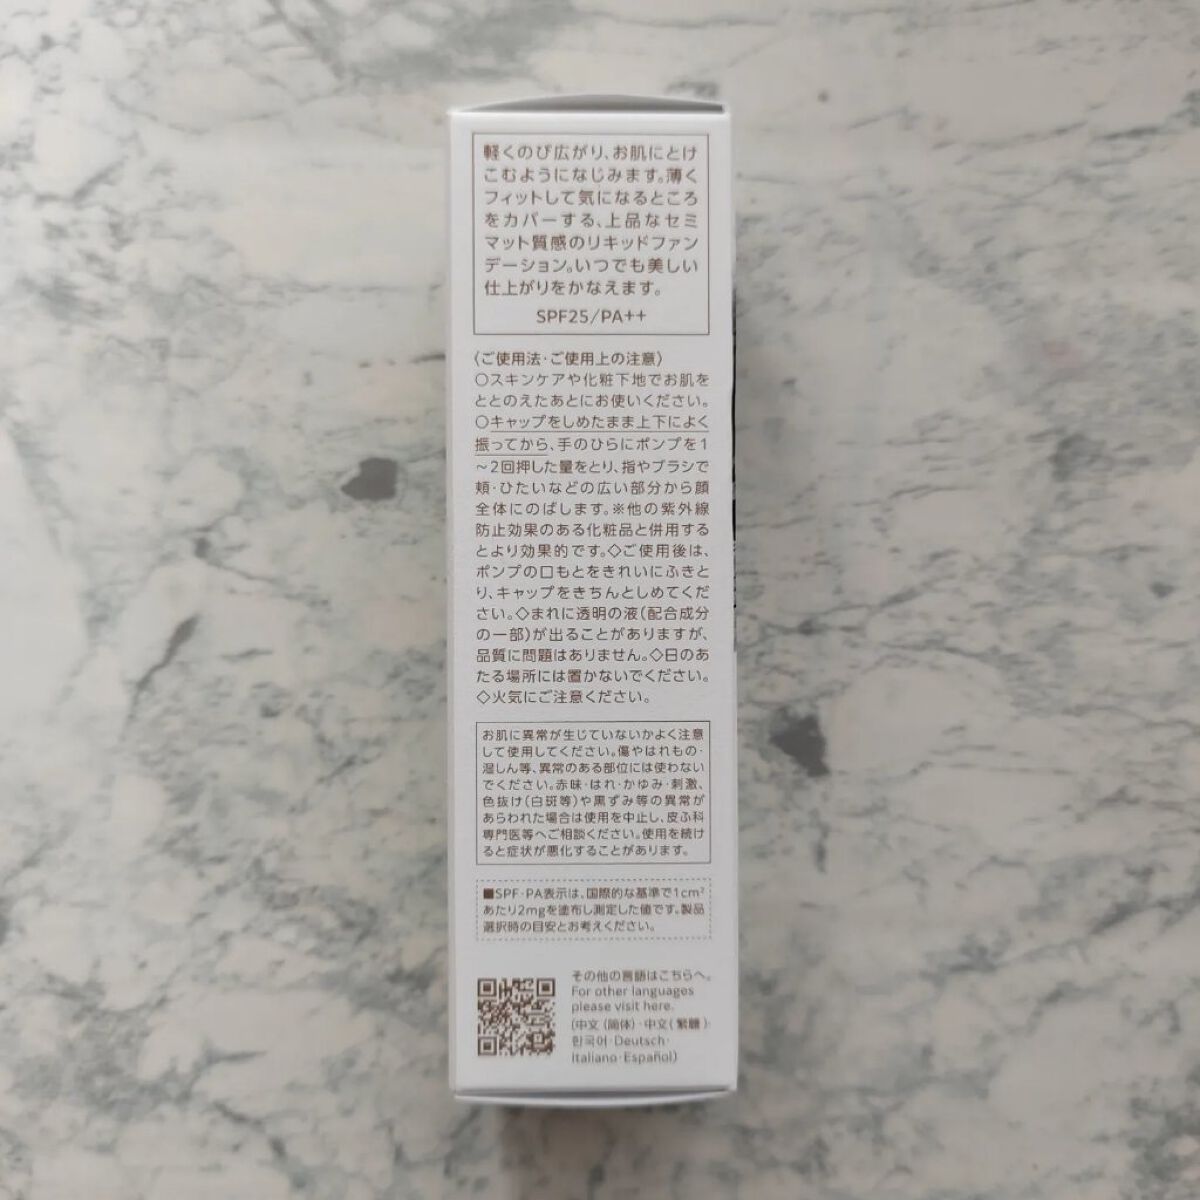 軽くのび広がり、お肌にとけ
こむようになじみます。薄く
フィットして気になるところ
をカバーする、上品なセミ
マット質感のリキッドファン
デーション。いつでも美しい
仕上がりをかなえます。
SPF25/PA++
〈ご使用法・ご使用上の注意〉
○スキンケアや化粧下地でお肌を
ととのえたあとにお使いください。
○キャップをしめたまま上下によく
振ってから、手のひらにポンプを1
～2回押した量をとり、指やブラシで
頬・ひたいなどの広い部分から顔
全体にのばします。※他の紫外線
防止効果のある化粧品と併用する
とより効果的です。◇ご使用後は、
ポンプの口もとをきれいにふきと
り、キャップをきちんとしめてくだ
さい。◇まれに透明の液(配合成分
の一部)が出ることがありますが、
品質に問題はありません。◇日のあ
たる場所には置かないでください。
◇火気にご注意ください。
お肌に異常が生じていないかよく注意
して使用してください。傷やはれもの・
湿しん等、異常のある部位には使わない
でください。赤味・はれ・かゆみ・刺激、
色抜け(白斑等)や黒ずみ等の異常が
あらわれた場合は使用を中止し、皮ふ科
専門医等へご相談ください。使用を続け
ると症状が悪化することがあります。
■SPF・PA表示は、国際的な基準で1cm²
あたり2mgを塗布し測定した値です。製品
選択時の目安とお考えください。
その他の言語はこちらへ。
For other languages
please visit here.
(中文(简体)・中文(繁體)・
한국어・Deutsch・
Italiano・Español)